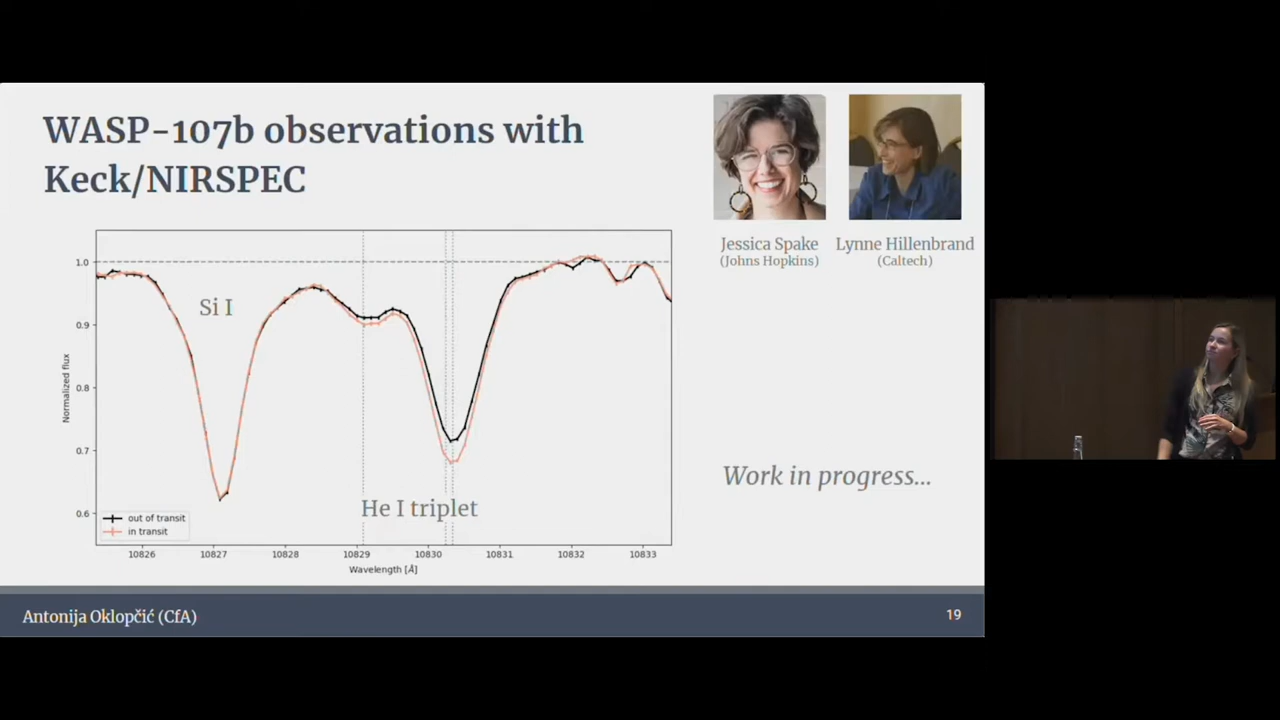 WASP-107b observations with
Keck/NIRSPEC
Jessica Spake
(Johns Hopkins)
Lynne Hillenbrand
(Caltech)
Normalized flux
1.0
0.9
0.8
0.7
0.6
Si I
He I triplet
out of transit
in transit
10826 10827 10828 10829 10830 10831 10832 10833
Wavelength [Å]
Work in progress...
Antonija Oklopčić (CfA)
19